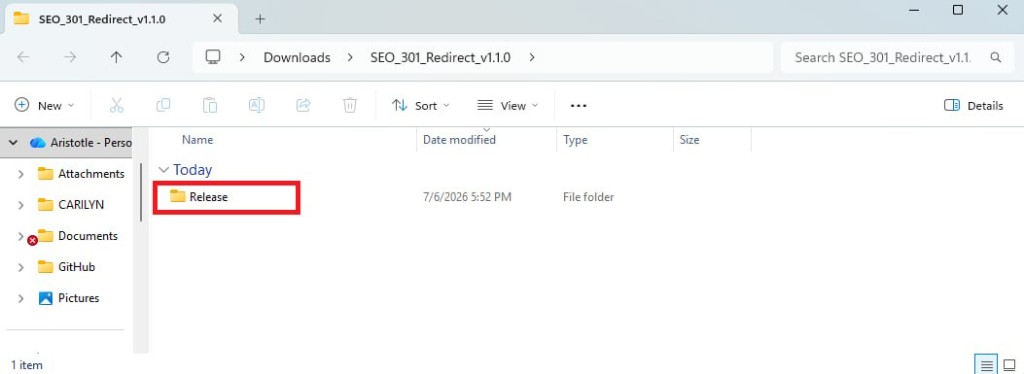 SEO_301_Redirect_v1.1.0
Downloads
SEO_301_Redirect_v1.1.0
Search SEO_301_Redirect_v1.1.
New
Sort
View
Details
Aristotle - Perso
Attachments
CARILYN
Documents
GitHub
Pictures
Name Date modified Type Size
Today
Release 7/6/2026 5:52 PM File folder
1 item